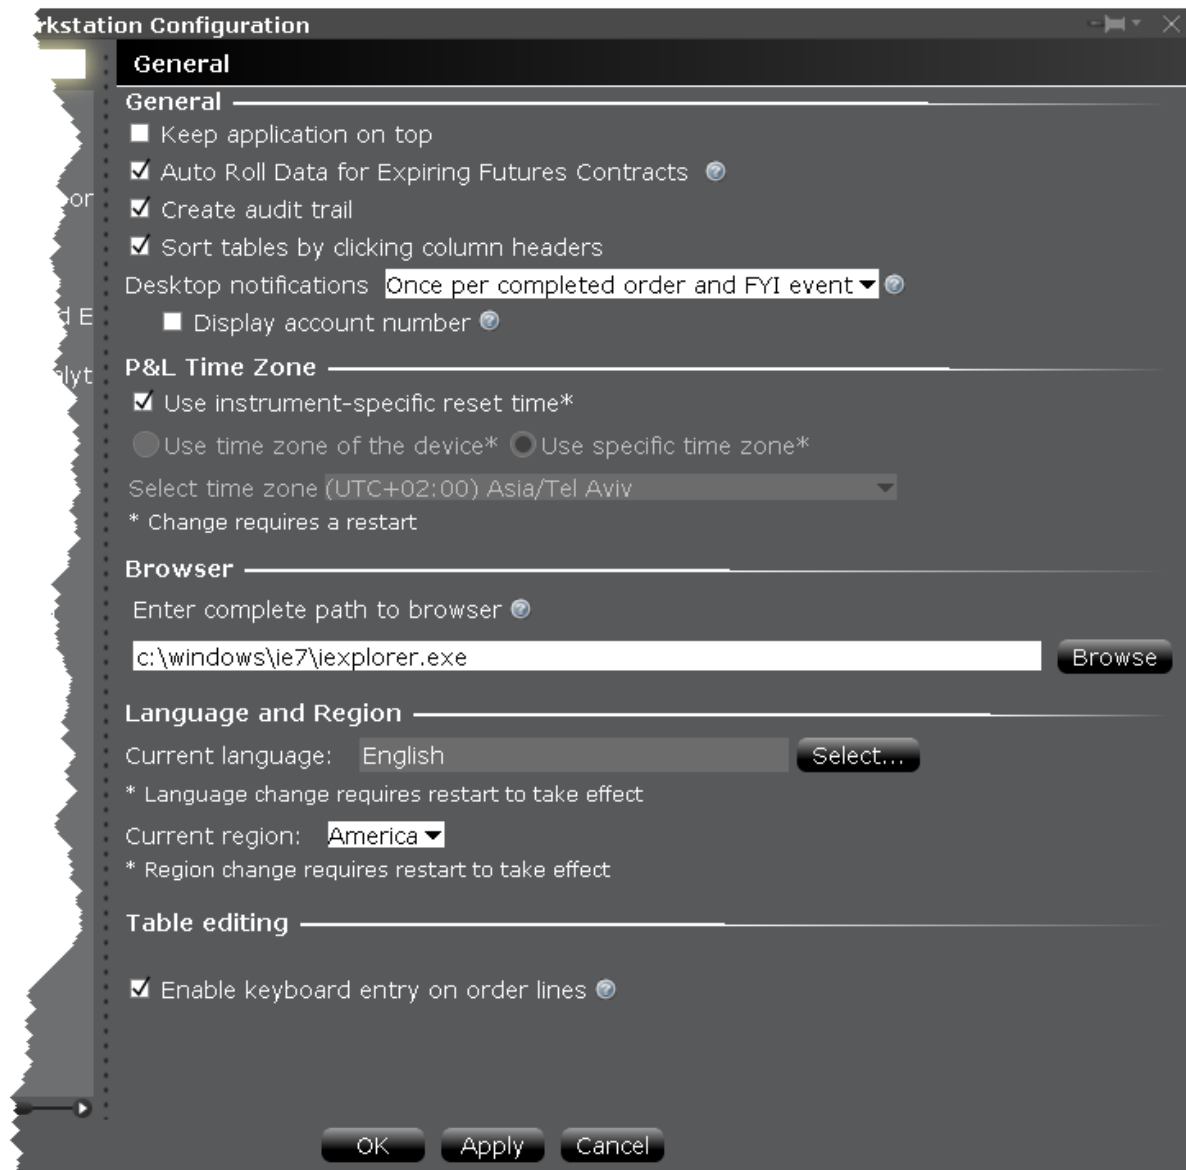 rkstation Configuration
General
General
Keep application on top
Auto Roll Data for Expiring Futures Contracts
or
Create audit trail
Sort tables by clicking column headers
Desktop notifications Once per completed order and FYI event
d E
Display account number
P&L Time Zone
alyt
Use instrument-specific reset time*
Use time zone of the device* Use specific time zone*
Select time zone (UTC+02:00) Asia/Tel Aviv
* Change requires a restart
Browser
Enter complete path to browser
c:\windows\ie7\iexplorer.exe Browse
Language and Region
Current language: English Select...
* Language change requires restart to take effect
Current region: America
* Region change requires restart to take effect
Table editing
Enable keyboard entry on order lines
OK Apply Cancel